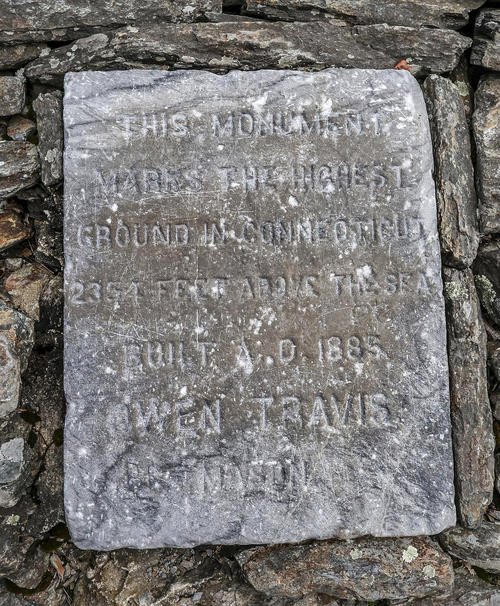 THIS MONUMENT
MARKS THE HIGHEST
GROUND IN CONNECTICUT
2354 FEET ABOVE THE SEA
BUILT A.D. 1885
OWEN TRAVIS
MASON